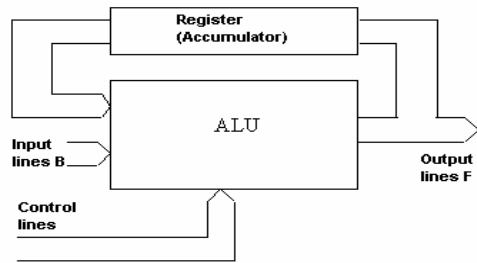 Register
(Accumulator)
ALU
Input
lines B
Output
lines F
Control
lines